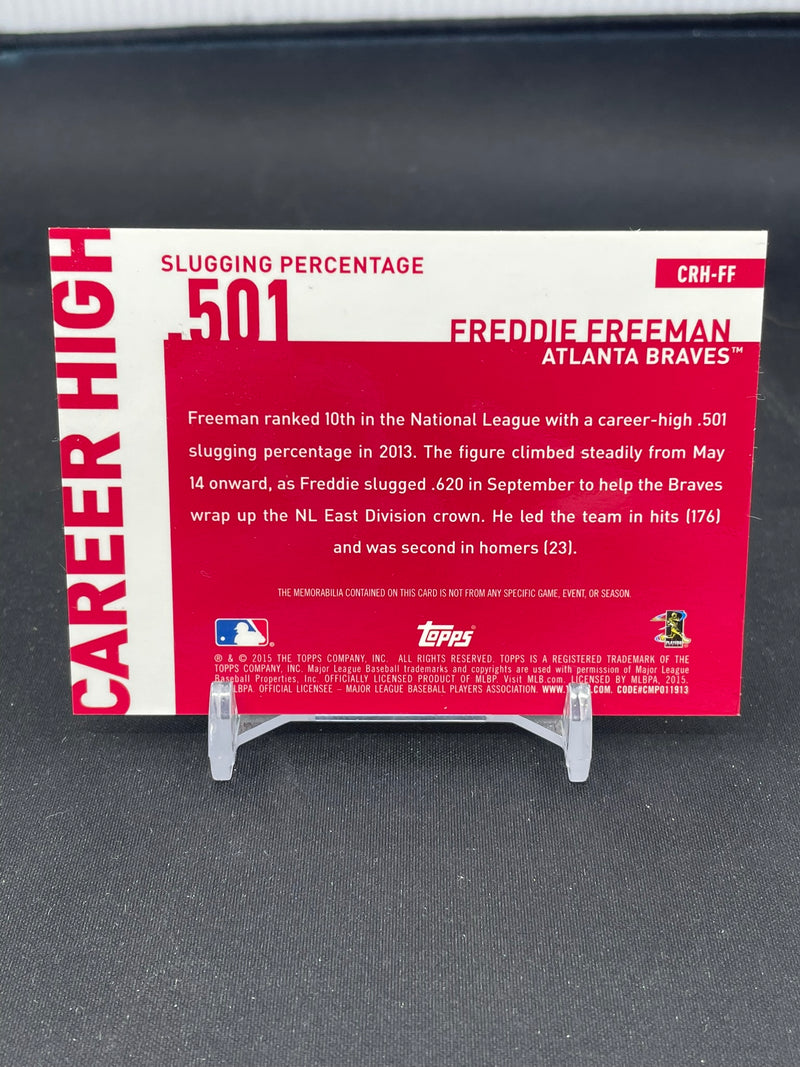 CAREER HIGH
SLUGGING PERCENTAGE
.501
CRH-FF
FREDDIE FREEMAN
ATLANTA BRAVES™
Freeman ranked 10th in the National League with a career-high .501
slugging percentage in 2013. The figure climbed steadily from May
14 onward, as Freddie slugged .620 in September to help the Braves
wrap up the NL East Division crown. He led the team in hits (176)
and was second in homers (23).
THE MEMORABILIA CONTAINED ON THIS CARD IS NOT FROM ANY SPECIFIC GAME, EVENT, OR SEASON.
topps®
PLAYERS
® & © 2015 THE TOPPS COMPANY, INC. ALL RIGHTS RESERVED. TOPPS IS A REGISTERED TRADEMARK OF THE
TOPPS COMPANY, INC. Major League Baseball trademarks and copyrights are used with permission of Major League
Baseball Properties, Inc. OFFICIALLY LICENSED PRODUCT OF MLBP. Visit MLB.com. LICENSED BY MLBPA, 2015.
MLBPA. OFFICIAL LICENSEE – MAJOR LEAGUE BASEBALL PLAYERS ASSOCIATION. .COM. CODE#CMP011913